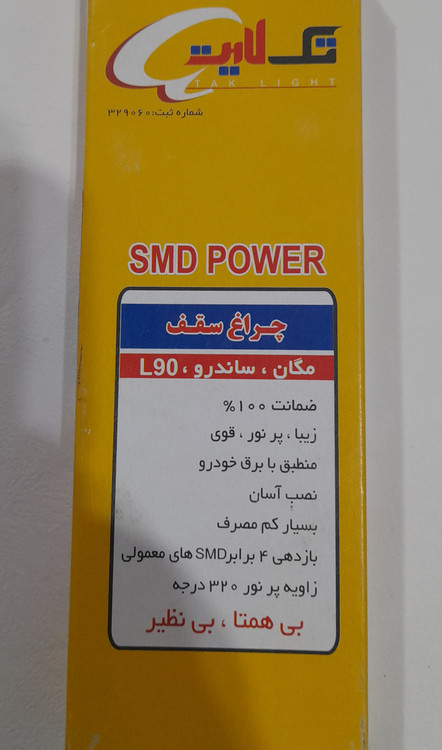 تک لایت
TAK LIGHT
شماره ثبت: ۳۲۹۰۶۰
SMD POWER
چراغ سقف
مگان ، ساندرو ، L90
ضمانت ۱۰۰%
زیبا ، پر نور ، قوی
منطبق با برق خودرو
نصب آسان
بسیار کم مصرف
بازدهی ۴ برابر SMD های معمولی
زاویه پر نور ۳۲۰ درجه
بی همتا ، بی نظیر